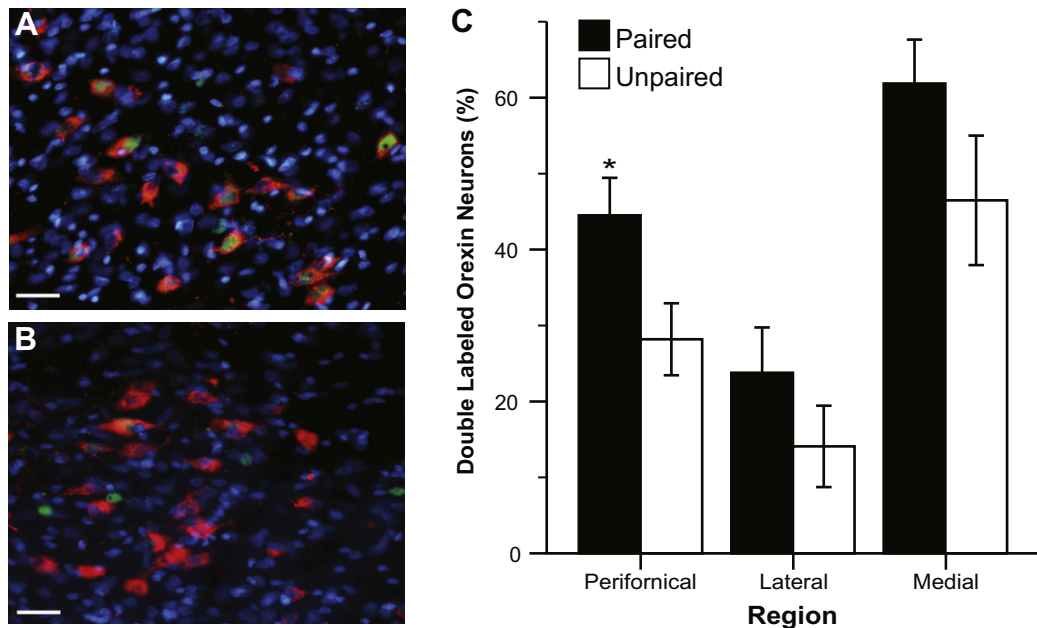 A
B
C
Paired
Unpaired
*
Double Labeled Orexin Neurons (%)
60
40
20
0
Perifornical Lateral Medial
Region